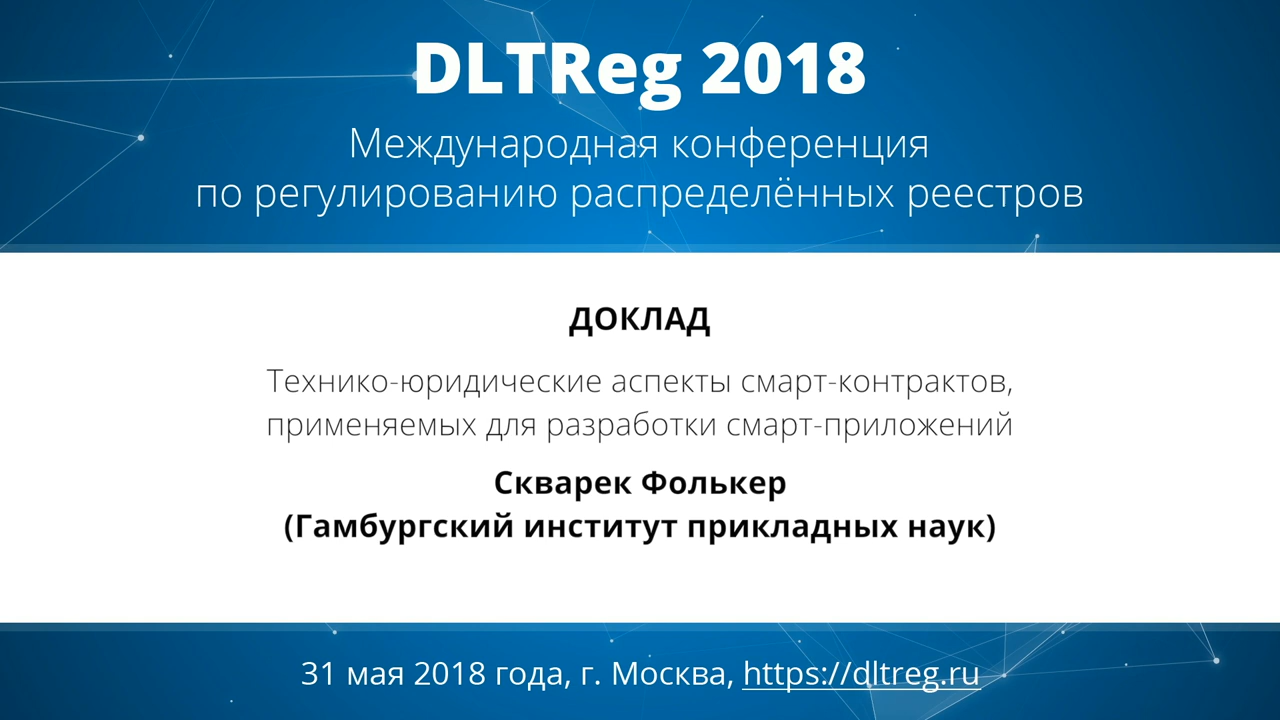 DLTReg 2018
Международная конференция
по регулированию распределённых реестров
ДОКЛАД
Технико-юридические аспекты смарт-контрактов,
применяемых для разработки смарт-приложений
Скварек Фолькер
(Гамбургский институт прикладных наук)
31 мая 2018 года, г. Москва, https://dltreg.ru